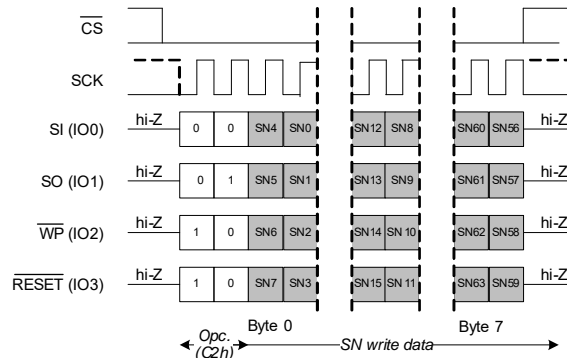 CS
SCK
hi-Z hi-Z
SI (IO0) 0 0 SN4 SN0 SN12 SN8 SN60 SN56
hi-Z hi-Z
SO (IO1) 0 1 SN5 SN1 SN13 SN9 SN61 SN57
hi-Z hi-Z
WP (IO2) 1 0 SN6 SN2 SN14 SN 10 SN62 SN58
hi-Z hi-Z
RESET (IO3) 1 0 SN7 SN3 SN15 SN 11 SN63 SN59
Byte 0 Byte 7
Opc. SN write data
(C2h)